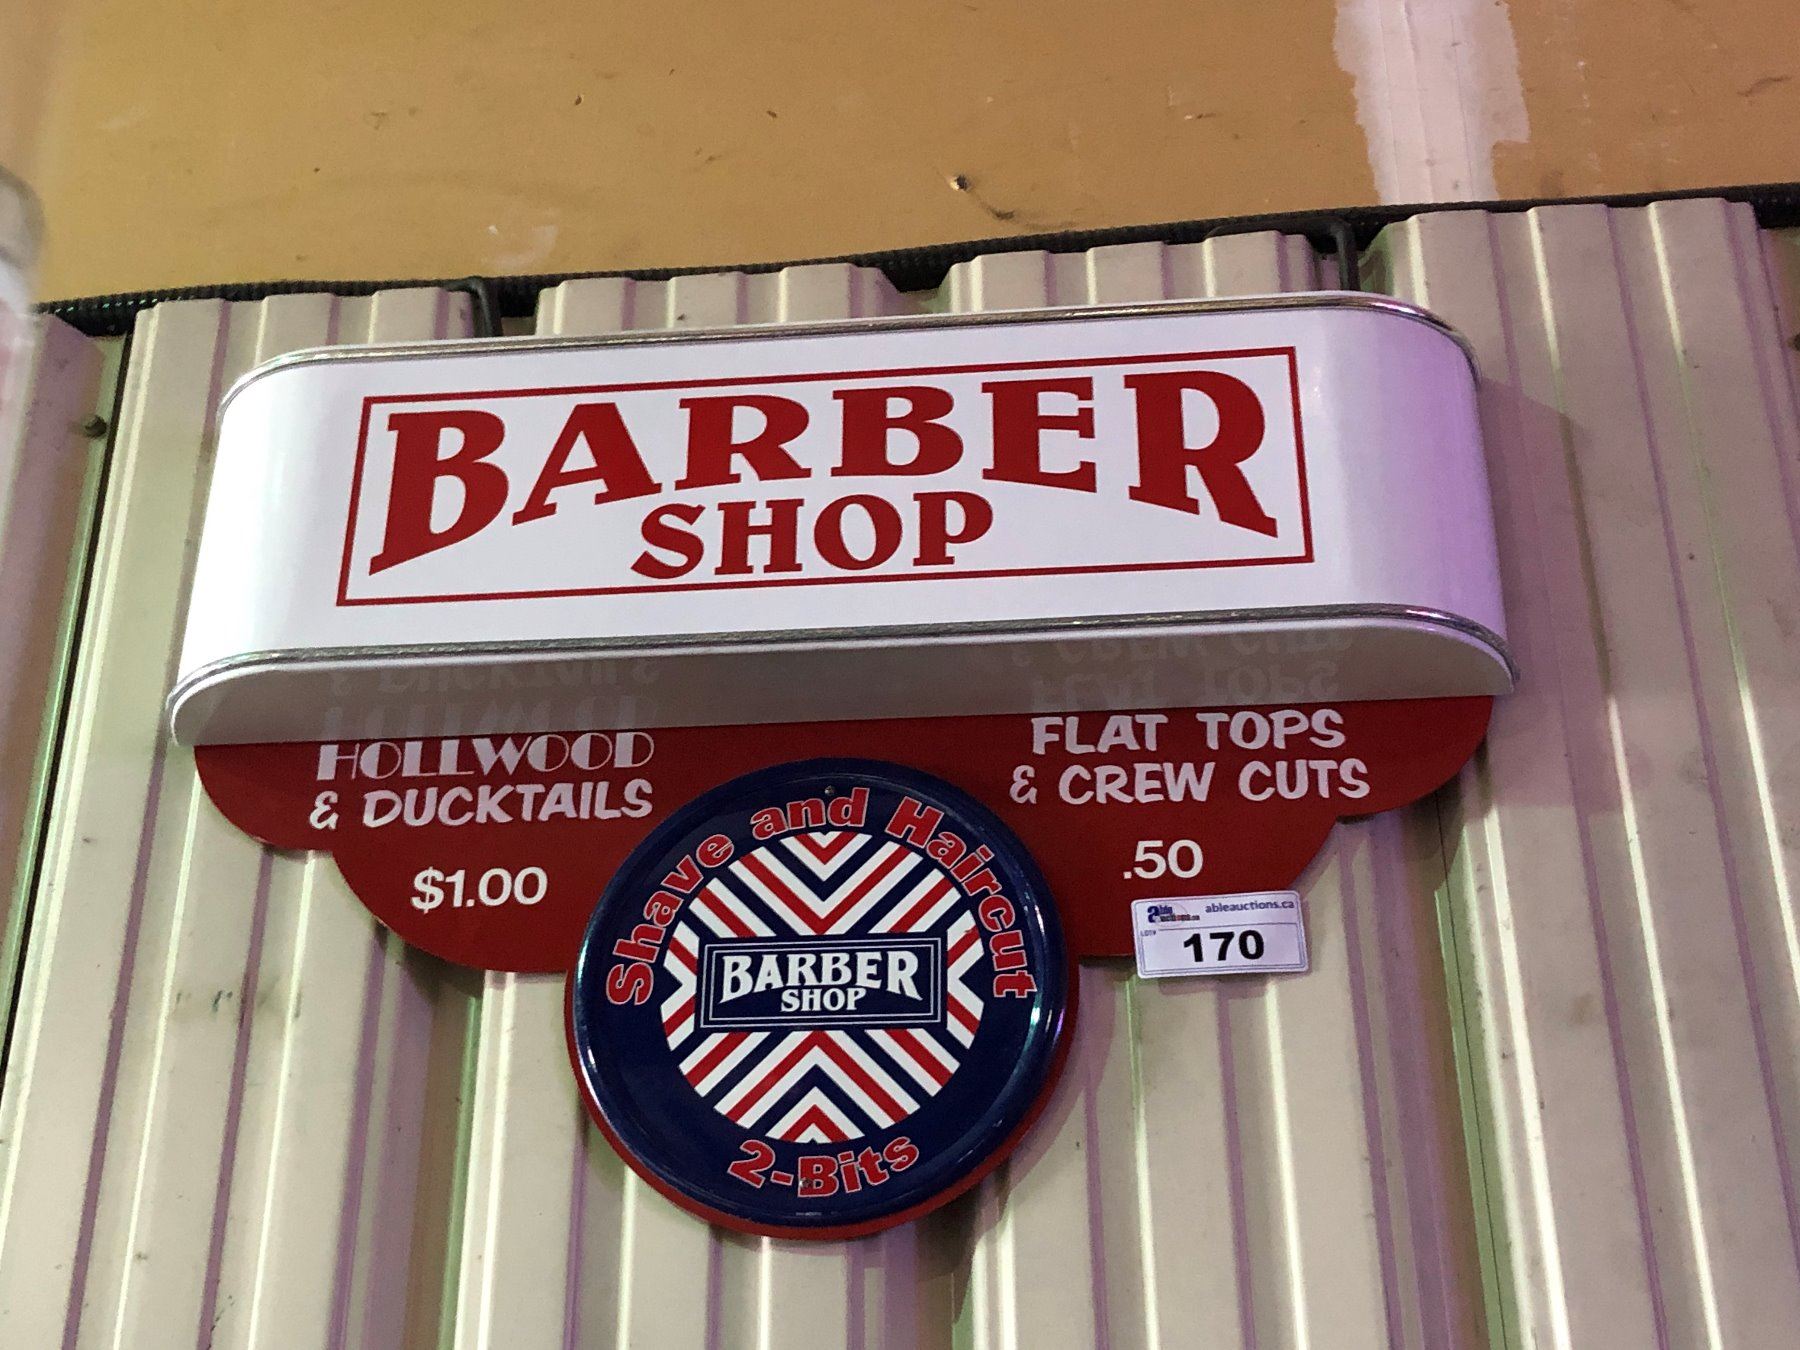 BARBER
SHOP
HOLLWOOD
& DUCKTAILS
$1.00
FLAT TOPS
& CREW CUTS
.50
Shave and Haircut
BARBER
SHOP
2-Bits
ableauctions.ca
LOT#
170